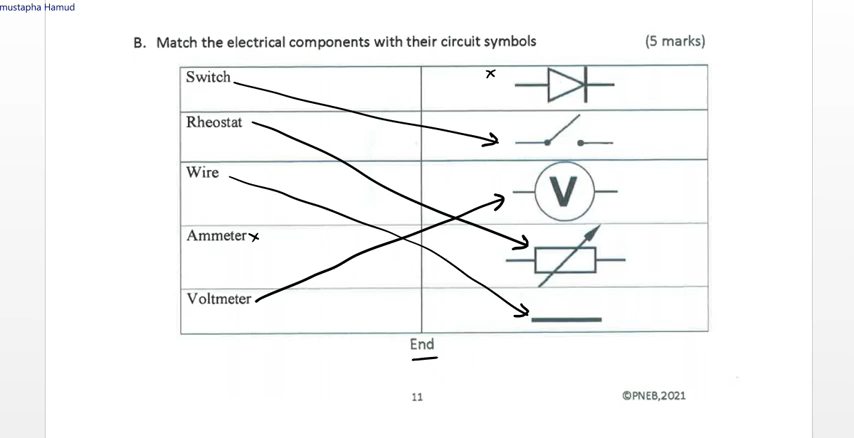 mustapha Hamud
B. Match the electrical components with their circuit symbols (5 marks)
Switch
x
Rheostat
Wire
V
Ammeter x
Voltmeter
End
11 ©PNEB,2021